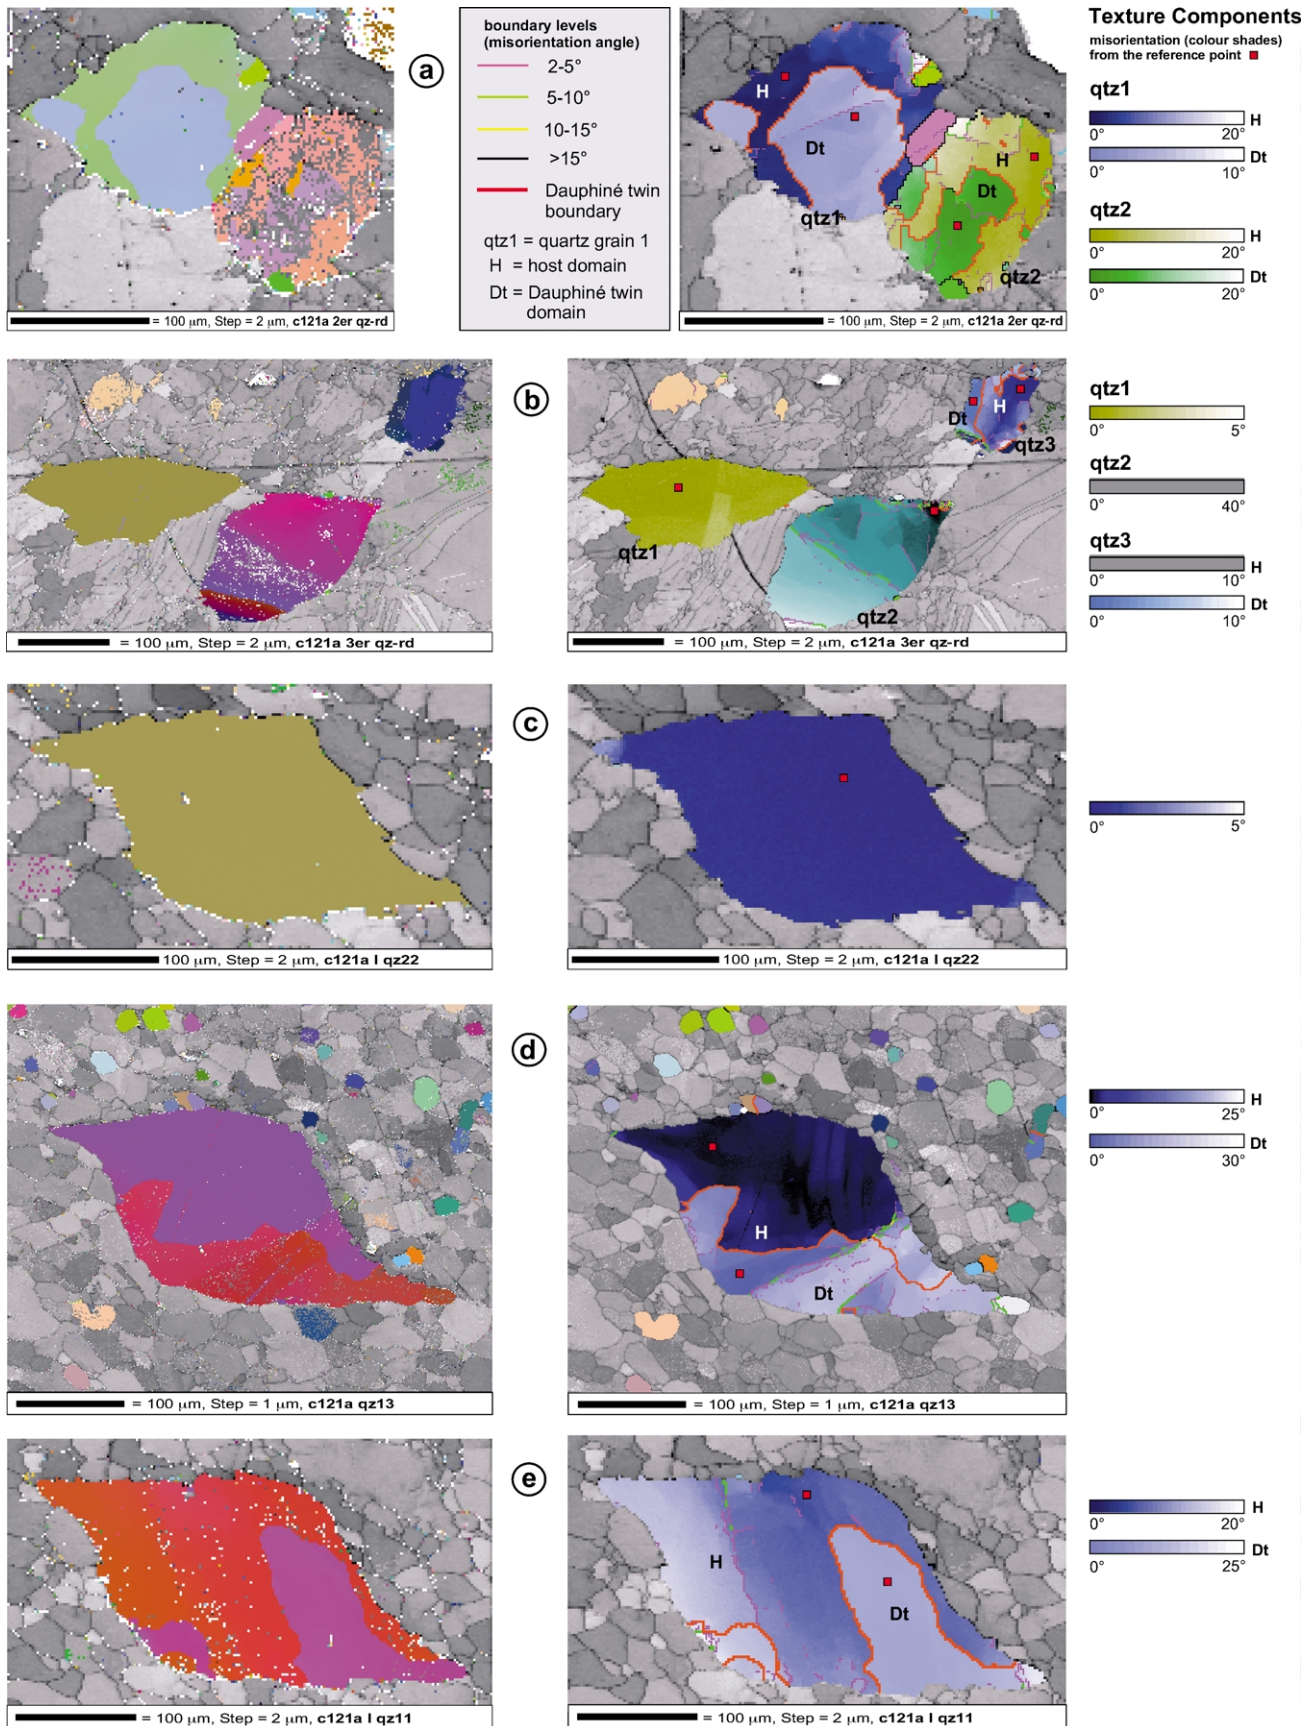 a
boundary levels
(misorientation angle)
2-5°
5-10°
10-15°
>15°
Dauphiné twin
boundary
qtz1 = quartz grain 1
H = host domain
Dt = Dauphiné twin
domain
H
Dt
qtz1
H
Dt
qtz2
= 100 μm, Step = 2 μm, c121a 2er qz-rd
= 100 μm, Step = 2 μm, c121a 2er qz-rd
Texture Components
misorientation (colour shades)
from the reference point
qtz1
H
0° 20°
Dt
0° 10°
qtz2
H
0° 20°
Dt
0° 20°
b
Dt
H
qtz3
qtz1
qtz2
= 100 μm, Step = 2 μm, c121a 3er qz-rd
= 100 μm, Step = 2 μm, c121a 3er qz-rd
qtz1
0° 5°
qtz2
0° 40°
qtz3
H
0° 10°
Dt
0° 10°
c
100 μm, Step = 2 μm, c121a I qz22
100 μm, Step = 2 μm, c121a I qz22
0° 5°
d
H
Dt
= 100 μm, Step = 1 μm, c121a qz13
= 100 μm, Step = 1 μm, c121a qz13
H
0° 25°
Dt
0° 30°
e
H
Dt
= 100 μm, Step = 2 μm, c121a I qz11
= 100 μm, Step = 2 μm, c121a I qz11
H
0° 20°
Dt
0° 25°